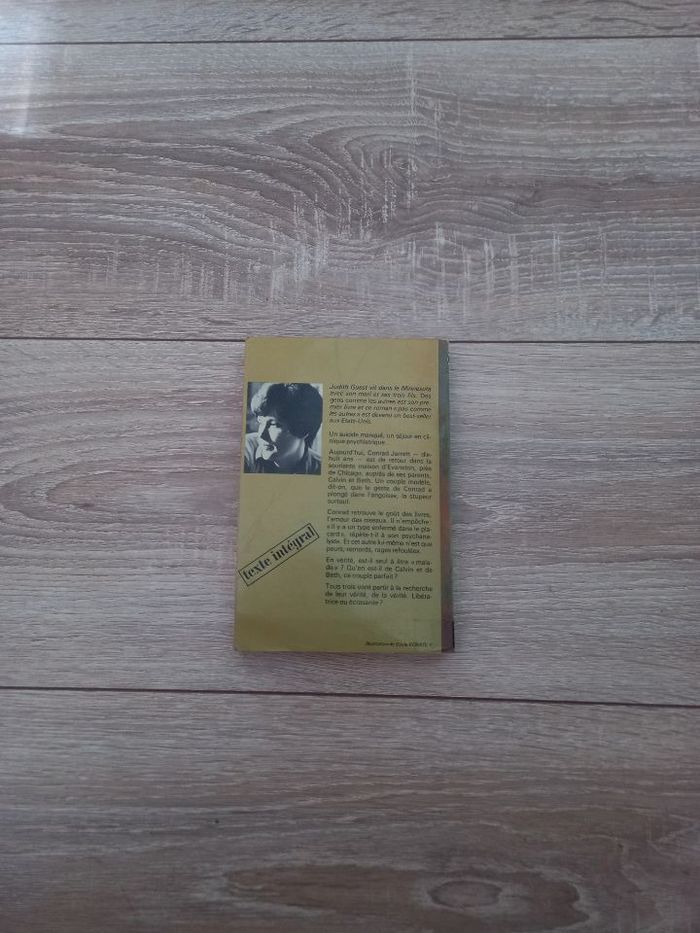 Judith Guest vit dans le Minnesota
avec son mari et ses trois fils. Des
gens comme les autres est son pre-
mier livre et ce roman « pas comme
les autres » est devenu un best-seller
aux Etats-Unis.
Un suicide manqué, un séjour en cli-
nique psychiatrique...
Aujourd'hui, Conrad Jarrett — dix-
huit ans — est de retour dans la
souriante maison d'Evanston, près
de Chicago, auprès de ses parents,
Calvin et Beth. Un couple modèle,
dit-on, que le geste de Conrad a
plongé dans l'angoisse, la stupeur
surtout.
Conrad retrouve le goût des livres,
l'amour des oiseaux. Il n'empêche :
« il y a un type enfermé dans le pla-
card », répète-t-il à son psychana-
lyste. Et cet autre lui-même n'est que
peurs, remords, rages refoulées.
En vérité, est-il seul à être « mala-
de » ? Qu'en est-il de Calvin et de
Beth, ce couple parfait ?
Tous trois vont partir à la recherche
de leur vérité, de la vérité. Libéra-
trice ou écrasante ?
texte intégral
Illustration de